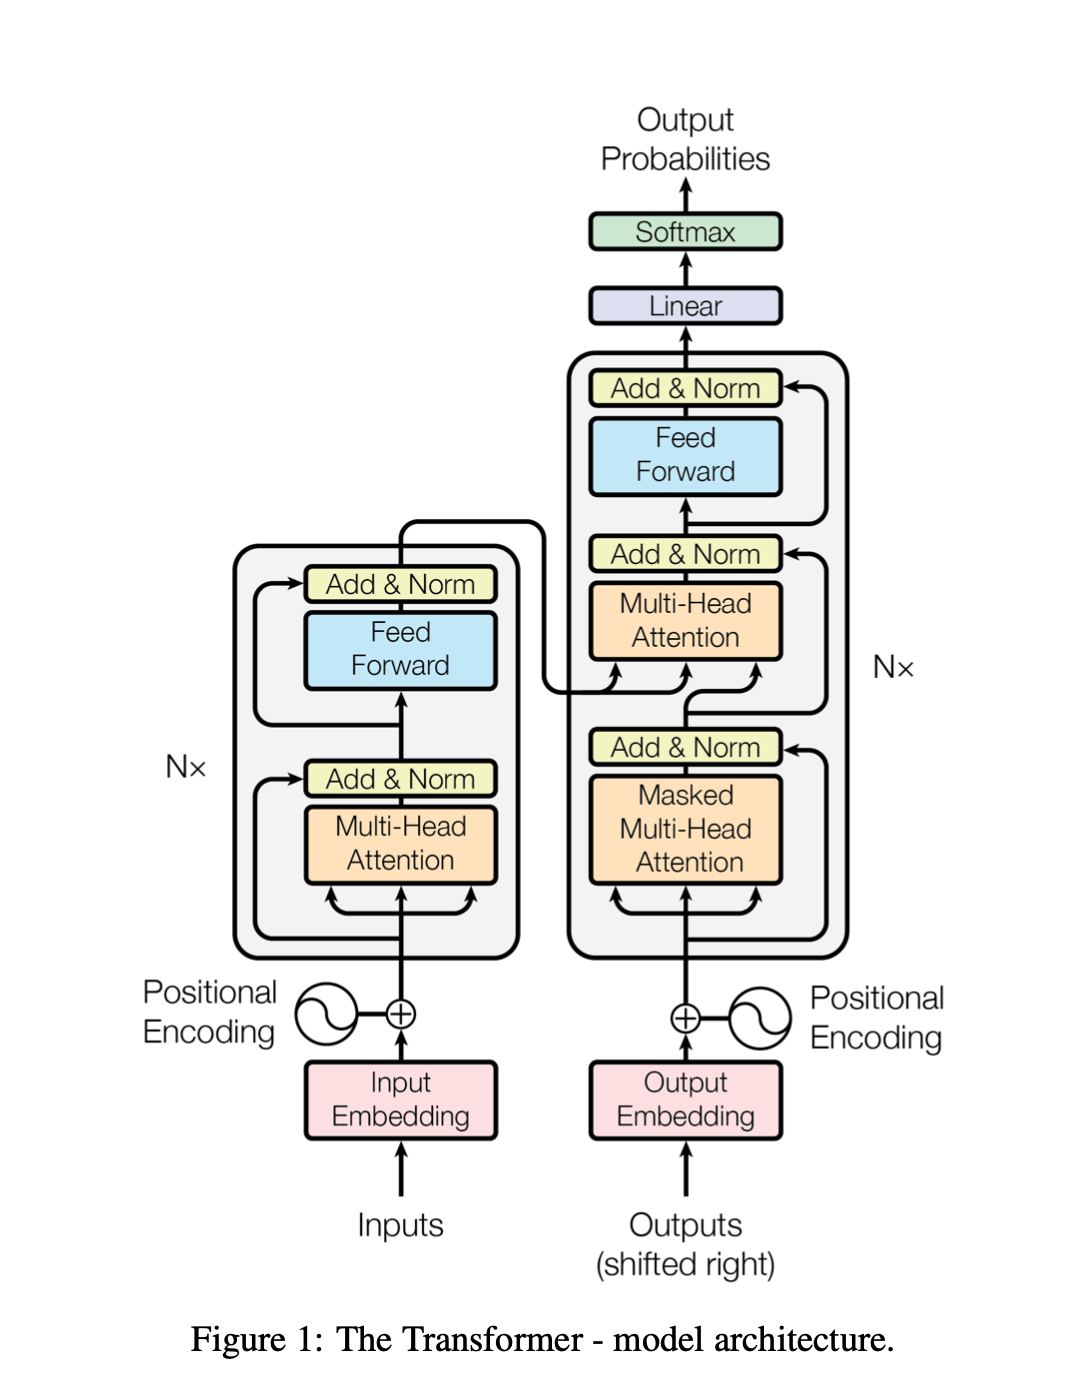 Output
Probabilities
Softmax
Linear
Add & Norm
Feed
Forward
Add & Norm
Multi-Head
Attention
Add & Norm
Masked
Multi-Head
Attention
N×
Add & Norm
Feed
Forward
Add & Norm
Multi-Head
Attention
N×
Positional
Encoding
Input
Embedding
Inputs
Positional
Encoding
Output
Embedding
Outputs
(shifted right)
Figure 1: The Transformer - model architecture.